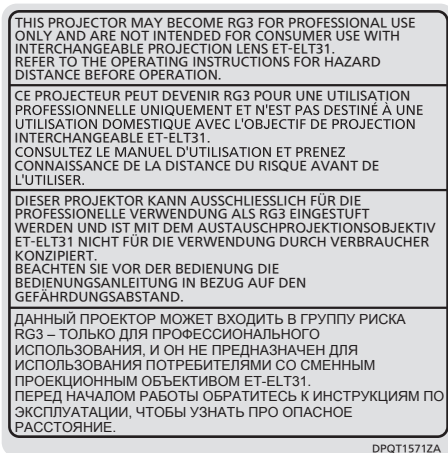 THIS PROJECTOR MAY BECOME RG3 FOR PROFESSIONAL USE
ONLY AND ARE NOT INTENDED FOR CONSUMER USE WITH
INTERCHANGEABLE PROJECTION LENS ET-ELT31.
REFER TO THE OPERATING INSTRUCTIONS FOR HAZARD
DISTANCE BEFORE OPERATION.
CE PROJECTEUR PEUT DEVENIR RG3 POUR UNE UTILISATION
PROFESSIONNELLE UNIQUEMENT ET N'EST PAS DESTINÉ À UNE
UTILISATION DOMESTIQUE AVEC L'OBJECTIF DE PROJECTION
INTERCHANGEABLE ET-ELT31.
CONSULTEZ LE MANUEL D'UTILISATION ET PRENEZ
CONNAISSANCE DE LA DISTANCE DU RISQUE AVANT DE
L'UTILISER.
DIESER PROJEKTOR KANN AUSSCHLIESSLICH FÜR DIE
PROFESSIONELLE VERWENDUNG ALS RG3 EINGESTUFT
WERDEN UND IST MIT DEM AUSTAUSCHPROJEKTIONSOBJEKTIV
ET-ELT31 NICHT FÜR DIE VERWENDUNG DURCH VERBRAUCHER
KONZIPIERT.
BEACHTEN SIE VOR DER BEDIENUNG DIE
BEDIENUNGSANLEITUNG IN BEZUG AUF DEN
GEFÄHRDUNGSABSTAND.
ДАННЫЙ ПРОЕКТОР МОЖЕТ ВХОДИТЬ В ГРУППУ РИСКА
RG3 – ТОЛЬКО ДЛЯ ПРОФЕССИОНАЛЬНОГО
ИСПОЛЬЗОВАНИЯ, И ОН НЕ ПРЕДНАЗНАЧЕН ДЛЯ
ИСПОЛЬЗОВАНИЯ ПОТРЕБИТЕЛЯМИ СО СМЕННЫМ
ПРОЕКЦИОННЫМ ОБЪЕКТИВОМ ET-ELT31.
ПЕРЕД НАЧАЛОМ РАБОТЫ ОБРАТИТЕСЬ К ИНСТРУКЦИЯМ ПО
ЭКСПЛУАТАЦИИ, ЧТОБЫ УЗНАТЬ ПРО ОПАСНОЕ
РАССТОЯНИЕ.
DPQT1571ZA